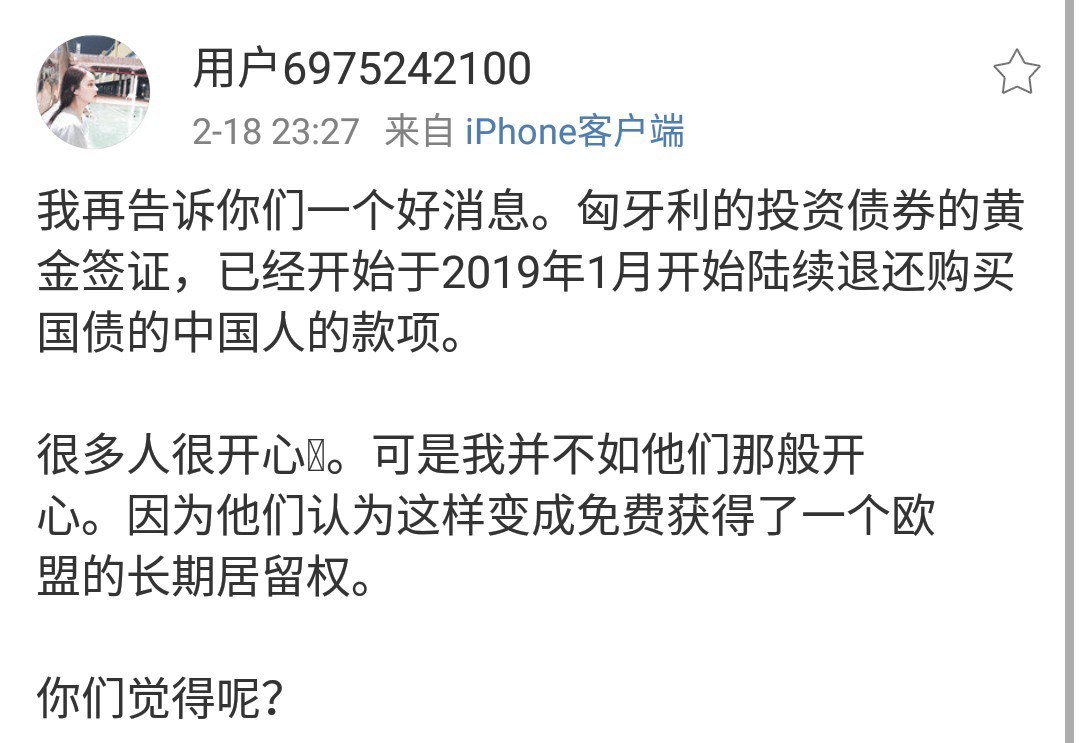 用户6975242100
2-18 23:27 来自 iPhone客户端
我再告诉你们一个好消息。匈牙利的投资债券的黄
金签证，已经开始于2019年1月开始陆续退还购买
国债的中国人的款项。
很多人很开心。可是我并不如他们那般开
心。因为他们认为这样变成免费获得了一个欧
盟的长期居留权。
你们觉得呢？